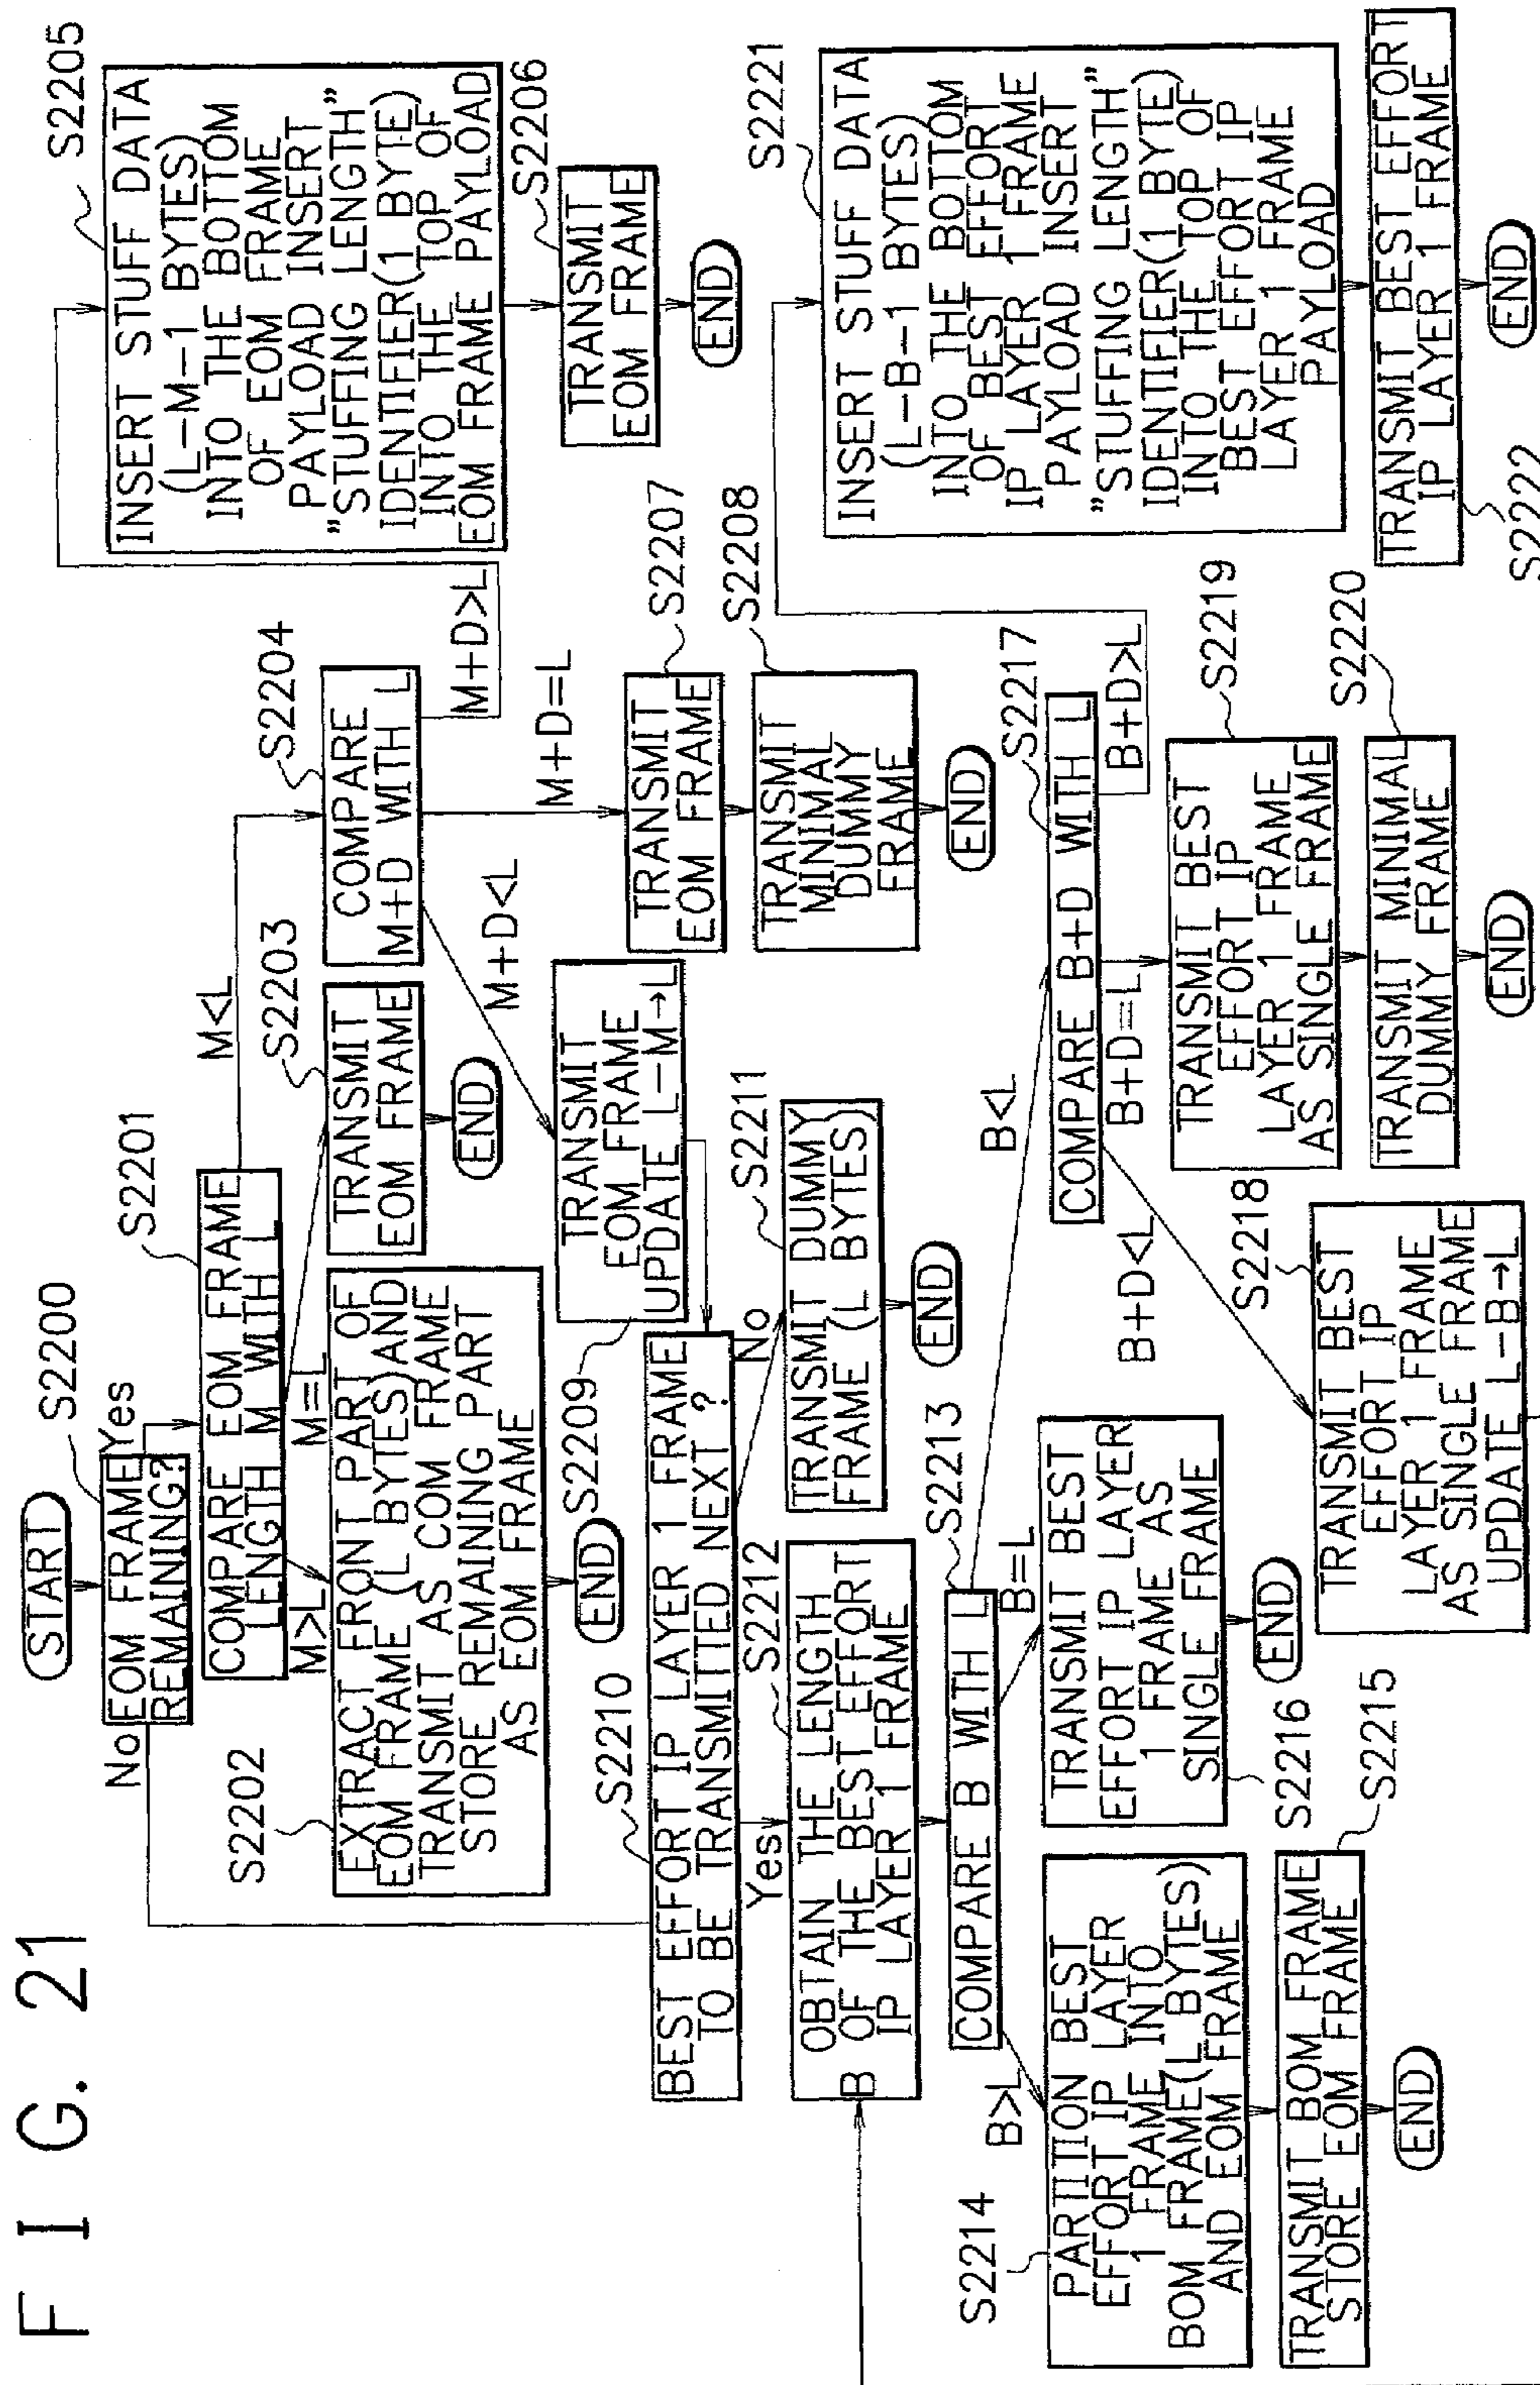 F I G. 21
START
S2200
EOM FRAME
REMAINING?
Yes
No
S2201
COMPARE EOM FRAME
LENGTH M WITH L
M>L
M=L
M<L
S2202
EXTRACT FRONT PART OF
EOM FRAME (L BYTES) AND
TRANSMIT AS COM FRAME
STORE REMAINING PART
AS EOM FRAME
END
S2203
TRANSMIT
EOM FRAME
END
S2204
COMPARE
M+D WITH L
M+D>L
M+D=L
M+D<L
S2205
INSERT STUFF DATA
(L-M-1 BYTES)
INTO THE BOTTOM
OF EOM FRAME
PAYLOAD INSERT
"STUFFING LENGTH"
IDENTIFIER(1 BYTE)
INTO THE TOP OF
EOM FRAME PAYLOAD
S2206
TRANSMIT
EOM FRAME
END
S2207
TRANSMIT
EOM FRAME
S2208
TRANSMIT
MINIMAL
DUMMY
FRAME
END
S2209
TRANSMIT
EOM FRAME
UPDATE L-M→L
S2210
BEST EFFORT IP LAYER 1 FRAME
TO BE TRANSMITTED NEXT ?
Yes
No
S2211
TRANSMIT DUMMY
FRAME (L BYTES)
END
S2212
OBTAIN THE LENGTH
B OF THE BEST EFFORT
IP LAYER 1 FRAME
S2213
COMPARE B WITH L
B>L
B=L
B<L
S2214
PARTITION BEST
EFFORT IP LAYER
1 FRAME INTO
BOM FRAME(L BYTES)
AND EOM FRAME
S2215
TRANSMIT BOM FRAME
STORE EOM FRAME
END
S2216
TRANSMIT BEST
EFFORT IP LAYER
1 FRAME AS
SINGLE FRAME
END
S2217
COMPARE B+D WITH L
B+D<L
B+D=L
B+D>L
S2218
TRANSMIT BEST
EFFORT IP
LAYER 1 FRAME
AS SINGLE FRAME
UPDATE L-B→L
S2219
TRANSMIT BEST
EFFORT IP
LAYER 1 FRAME
AS SINGLE FRAME
S2220
TRANSMIT MINIMAL
DUMMY FRAME
END
S2221
INSERT STUFF DATA
(L-B-1 BYTES)
INTO THE BOTTOM
OF BEST EFFORT
IP LAYER 1 FRAME
PAYLOAD INSERT
"STUFFING LENGTH"
IDENTIFIER(1 BYTE)
INTO THE TOP OF
BEST EFFORT IP
LAYER 1 FRAME
PAYLOAD
S2222
TRANSMIT BEST EFFORT
IP LAYER 1 FRAME
END